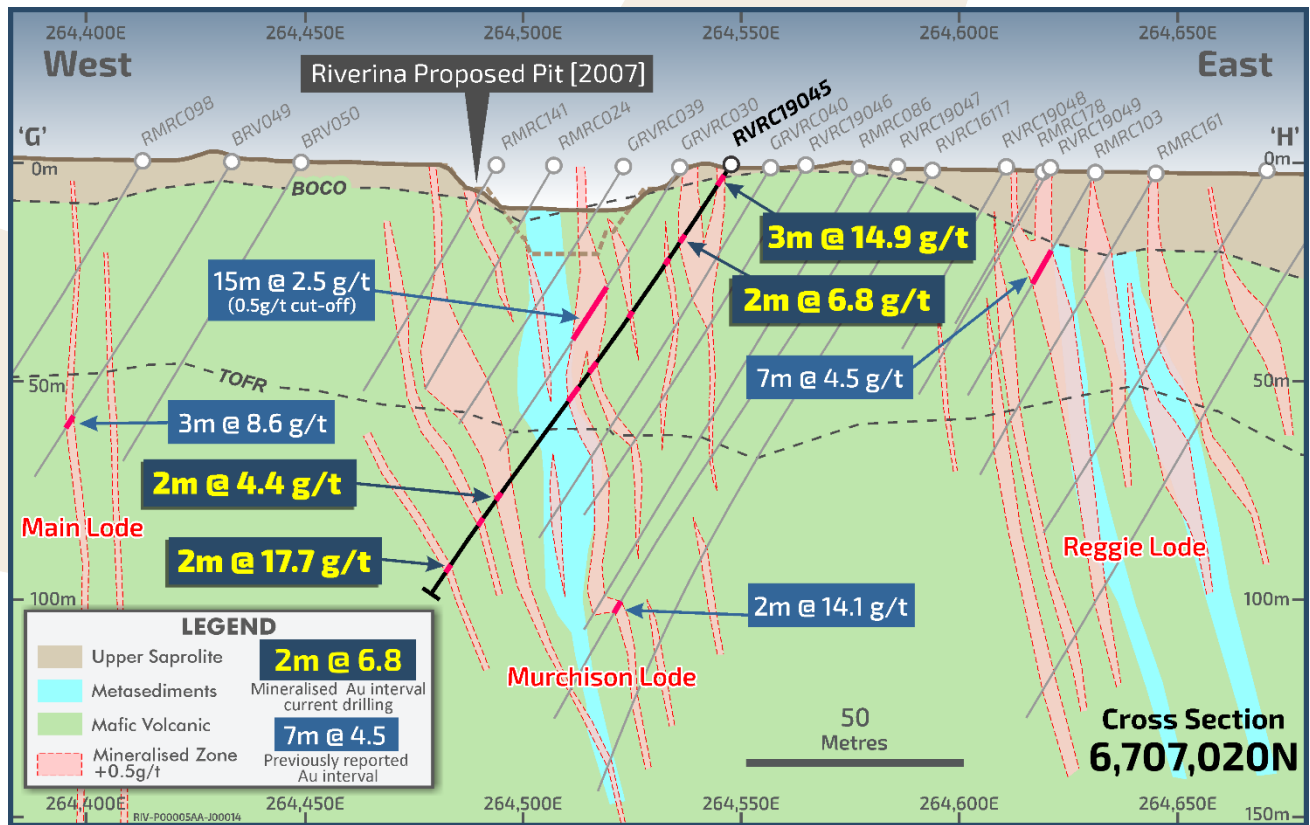 264,400E 264,450E 264,500E 264,550E 264,600E 264,650E
West
East
Riverina Proposed Pit [2007]
'G'
RMRC098
BRV049
BRV050
RMRC141
RMRC024
GRVRC039
GRVRC030
RVRC19045
GRVRC040
RVRC19046
RMRC086
RVRC19047
RVRC16117
RVRC19048
RMRC178
RVRC19049
RMRC103
RMRC161
'H'
0m
0m
BOCO
3m @ 14.9 g/t
2m @ 6.8 g/t
15m @ 2.5 g/t
(0.5g/t cut-off)
7m @ 4.5 g/t
50m
TOFR
50m
3m @ 8.6 g/t
2m @ 4.4 g/t
Main Lode
2m @ 17.7 g/t
Reggie Lode
100m
2m @ 14.1 g/t
100m
Murchison Lode
LEGEND
Upper Saprolite
Metasediments
Mafic Volcanic
Mineralised Zone
+0.5g/t
2m @ 6.8
Mineralised Au interval
current drilling
7m @ 4.5
Previously reported
Au interval
50
Metres
Cross Section
6,707,020N
264,400E 264,450E 264,500E 264,550E 264,600E 264,650E
RIV-P00005AA-J00014
150m